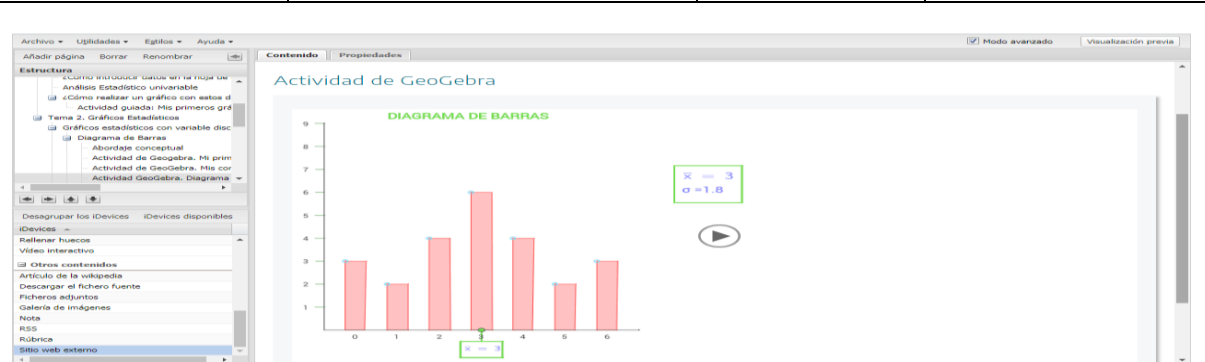 Archivo Utilidades Estilos Ayuda
Modo avanzado Visualización previa
Añadir página Borrar Renombrar
Contenido Propiedades
Estructura
¿Cómo introducir datos en la hoja de
Análisis Estadístico univariable
¿Cómo realizar un gráfico con estos d
Actividad guiada: Mis primeros grá
Tema 2. Gráficos Estadísticos
Gráficos estadísticos con variable disc
Diagrama de Barras
Abordaje conceptual
Actividad de Geogebra. Mi prim
Actividad de GeoGebra. Mis cor
Actividad GeoGebra. Diagrama
Desagrupar los iDevices iDevices disponibles
iDevices
Rellenar huecos
Vídeo interactivo
Otros contenidos
Artículo de la wikipedia
Descargar el fichero fuente
Ficheros adjuntos
Galería de imágenes
Nota
RSS
Rúbrica
Sitio web externo
Actividad de GeoGebra
DIAGRAMA DE BARRAS
9
8
7
6
5
4
3
2
1
0 1 2 3 4 5 6
x̄ = 3
x̄ = 3
σ =1.8